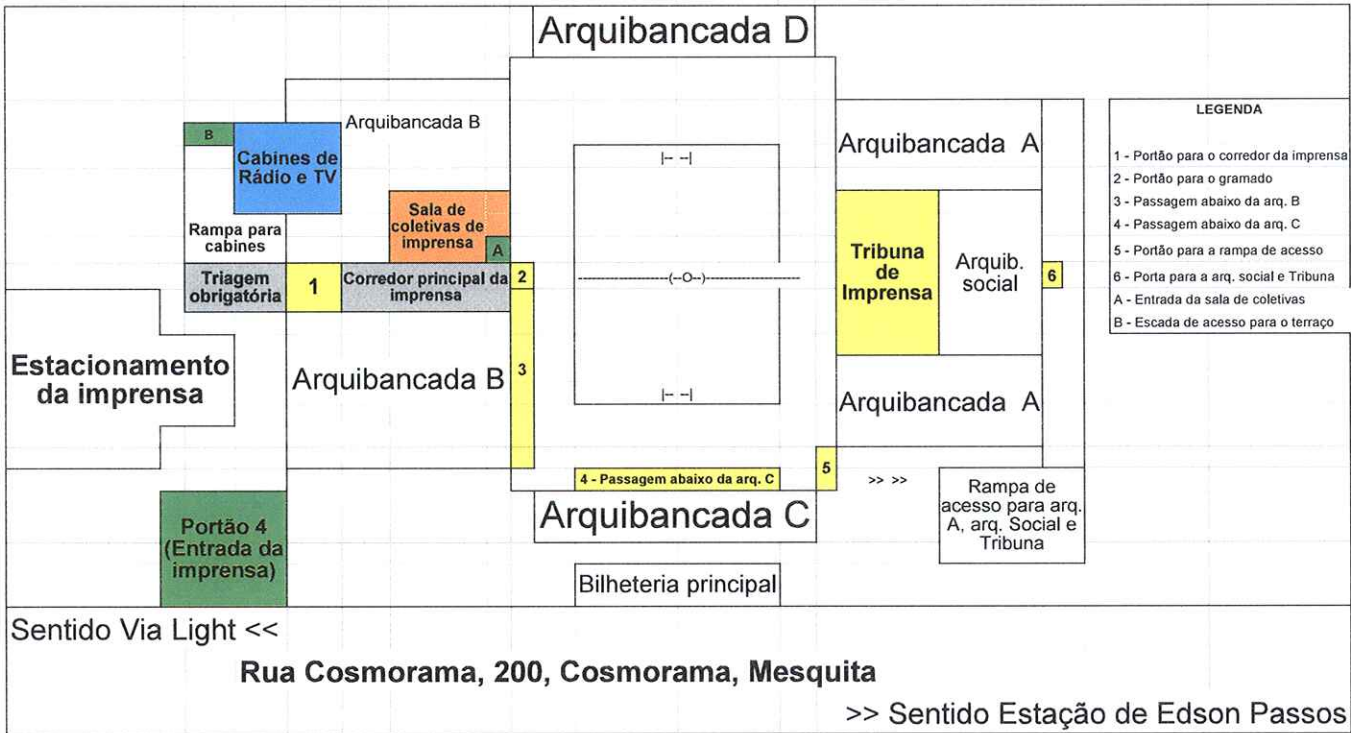 Arquibancada D
Arquibancada B
B
Cabines de
Rádio e TV
Rampa para
cabines
Sala de
coletivas de
imprensa
A
Triagem
obrigatória
1
Corredor principal da
imprensa
2
3
Estacionamento
da imprensa
Arquibancada B
Portão 4
(Entrada da
imprensa)
|-- --|
---------------------(--O--)-------------------
|-- --|
4 - Passagem abaixo da arq. C
Arquibancada C
Bilheteria principal
Arquibancada A
Tribuna
de
Imprensa
Arquib.
social
6
Arquibancada A
5
>> >>
Rampa de
acesso para arq.
A, arq. Social e
Tribuna
LEGENDA
1 - Portão para o corredor da imprensa
2 - Portão para o gramado
3 - Passagem abaixo da arq. B
4 - Passagem abaixo da arq. C
5 - Portão para a rampa de acesso
6 - Porta para a arq. social e Tribuna
A - Entrada da sala de coletivas
B - Escada de acesso para o terraço
Sentido Via Light <<
Rua Cosmorama, 200, Cosmorama, Mesquita
>> Sentido Estação de Edson Passos